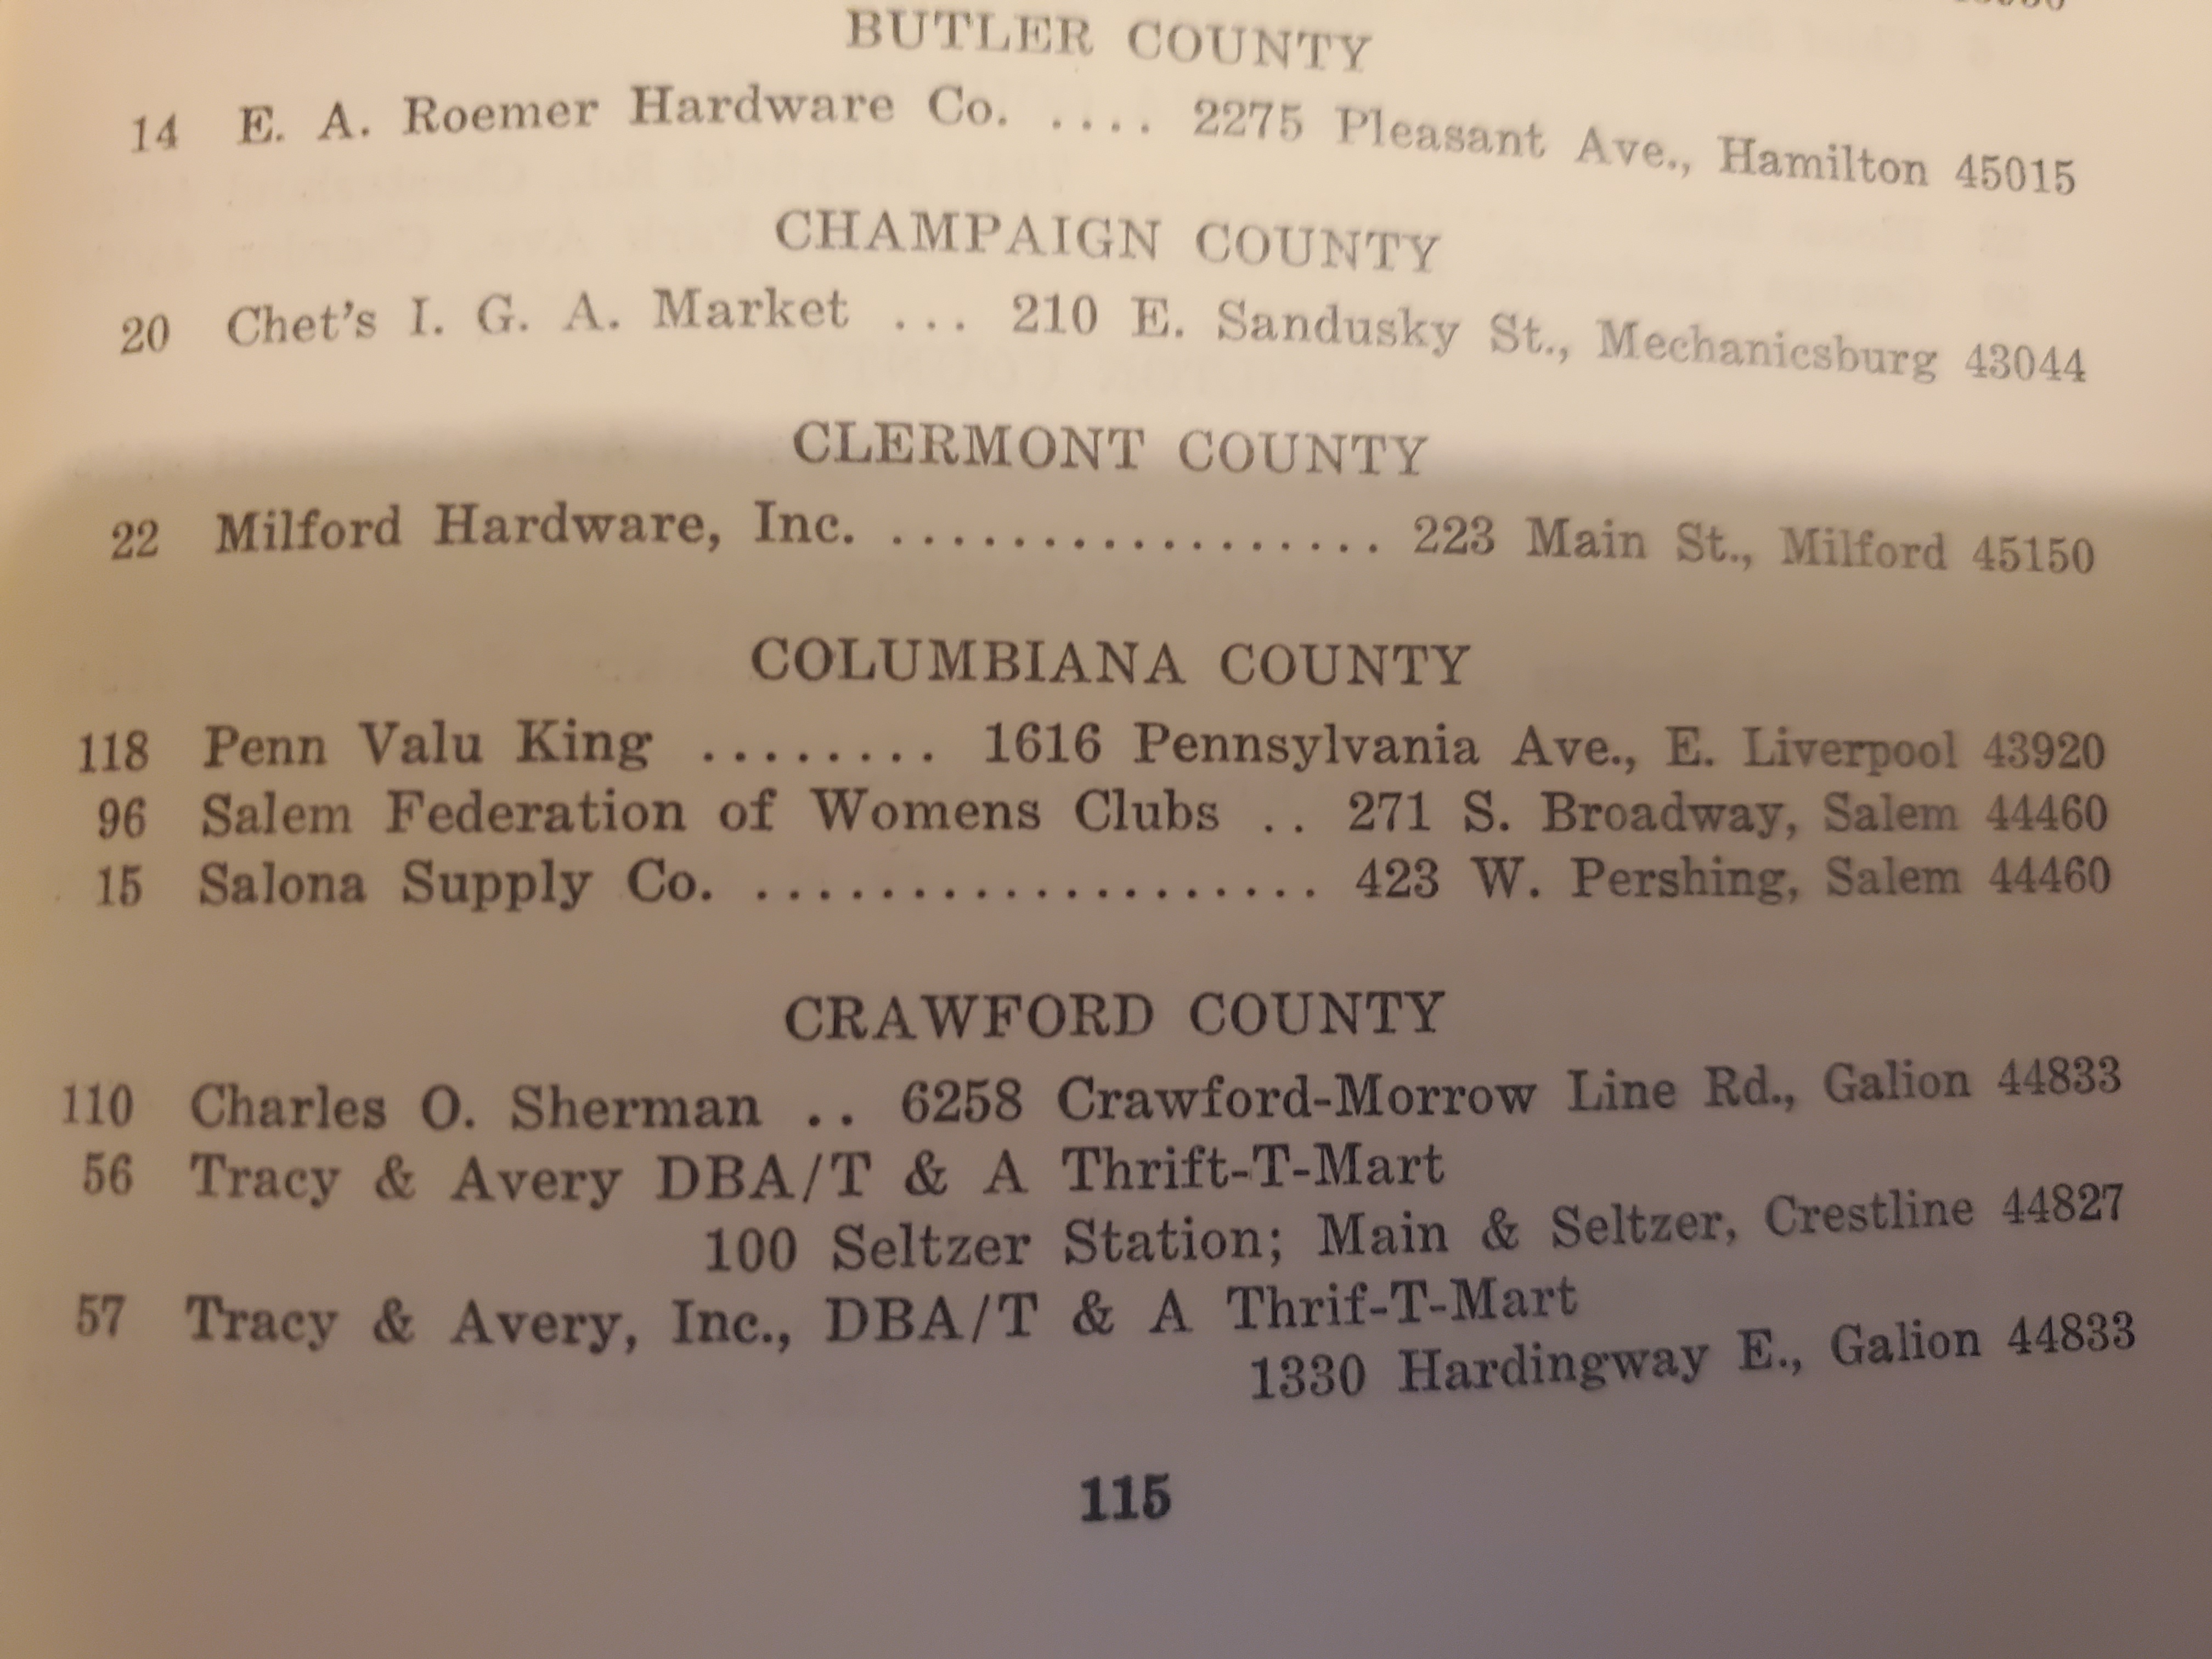 BUTLER COUNTY
14 E. A. Roemer Hardware Co. .... 2275 Pleasant Ave., Hamilton 45015
CHAMPAIGN COUNTY
20 Chet's I. G. A. Market ... 210 E. Sandusky St., Mechanicsburg 43044
CLERMONT COUNTY
22 Milford Hardware, Inc. ................. 223 Main St., Milford 45150
COLUMBIANA COUNTY
118 Penn Valu King ........ 1616 Pennsylvania Ave., E. Liverpool 43920
96 Salem Federation of Womens Clubs .. 271 S. Broadway, Salem 44460
15 Salona Supply Co. ................... 423 W. Pershing, Salem 44460
CRAWFORD COUNTY
110 Charles O. Sherman .. 6258 Crawford-Morrow Line Rd., Galion 44833
56 Tracy & Avery DBA/T & A Thrift-T-Mart
100 Seltzer Station; Main & Seltzer, Crestline 44827
57 Tracy & Avery, Inc., DBA/T & A Thrif-T-Mart
1330 Hardingway E., Galion 44833
115